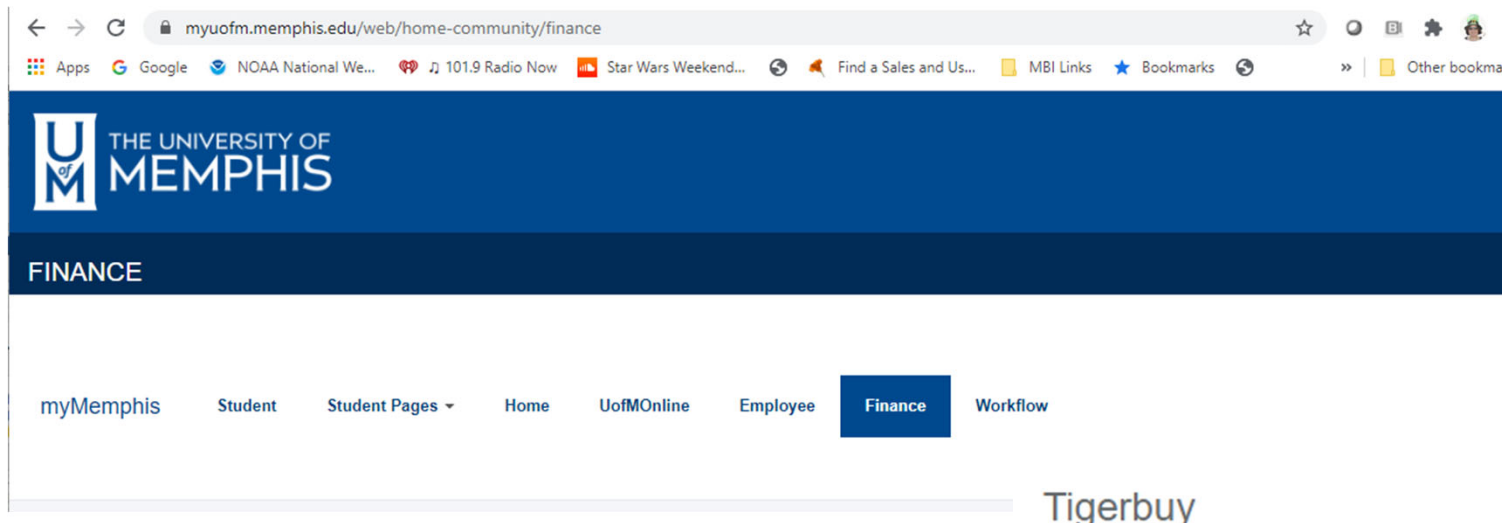 myuofm.memphis.edu/web/home-community/finance
Apps Google NOAA National We... 101.9 Radio Now Star Wars Weekend... Find a Sales and Us... MBI Links Bookmarks » Other bookma
U of M THE UNIVERSITY OF
MEMPHIS
FINANCE
myMemphis Student Student Pages Home UofMOnline Employee Finance Workflow
Tigerbuy